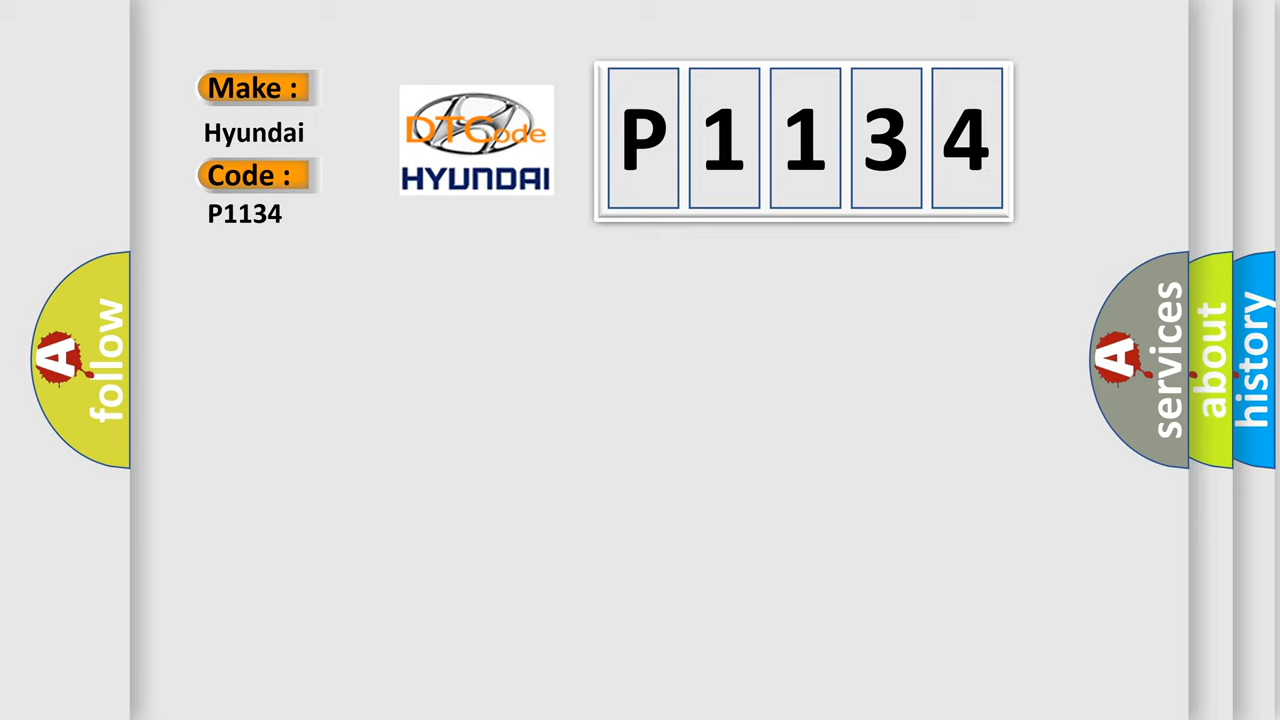 Make :
Hyundai
Code :
P1134
DTCode
HYUNDAI
P 1 1 3 4
A follow
A services
about
history